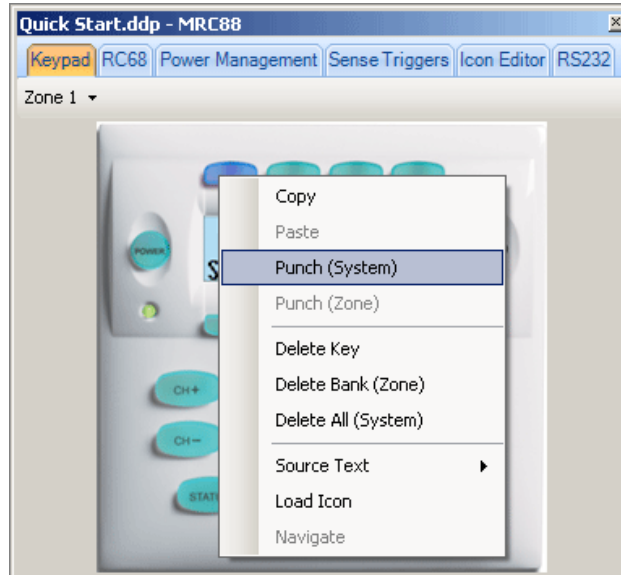 Quick Start.ddp - MRC88
Keypad RC68 Power Management Sense Triggers Icon Editor RS232
Zone 1
Copy
POWER
Paste
S Punch (System)
Punch (Zone)
Delete Key
CH+ Delete Bank (Zone)
Delete All (System)
CH-
Source Text
Load Icon
Navigate